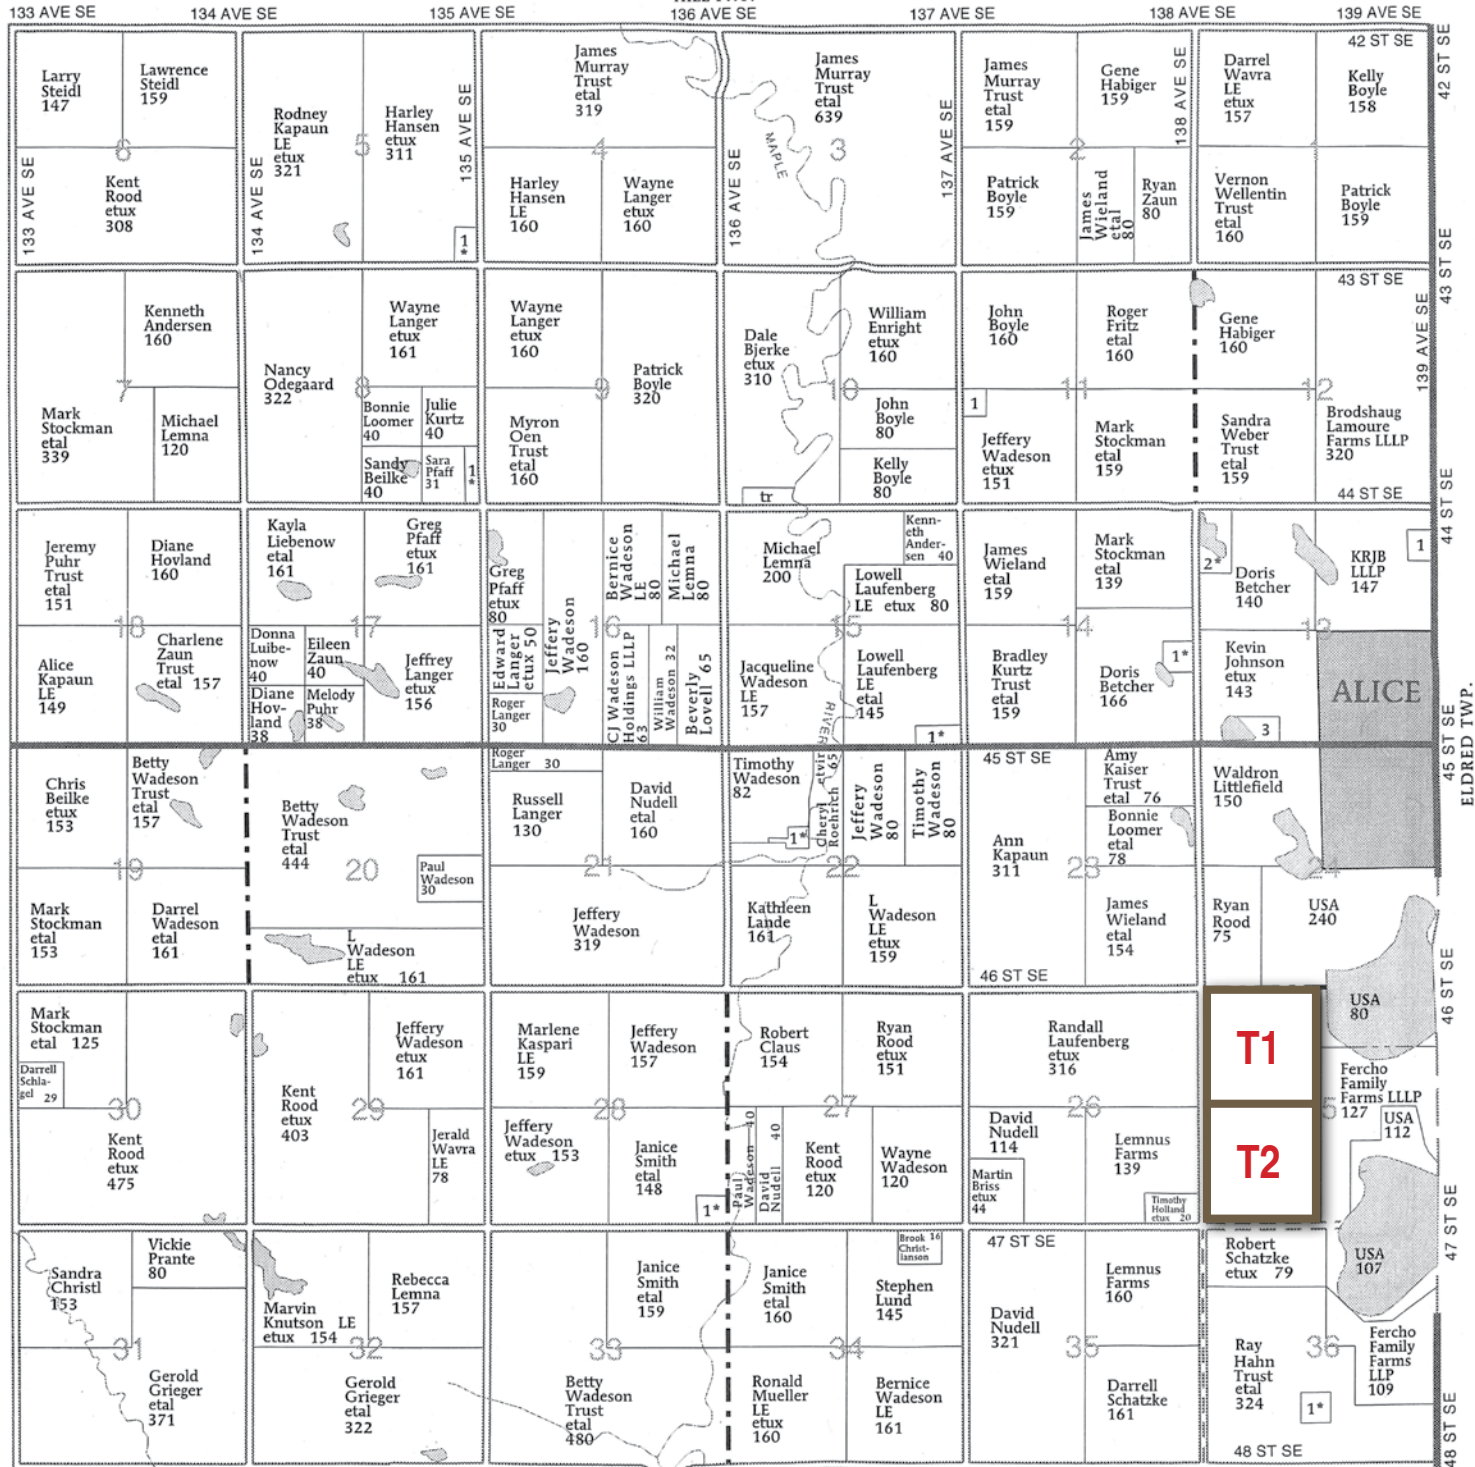 133 AVE SE
134 AVE SE
135 AVE SE
136 AVE SE
137 AVE SE
138 AVE SE
139 AVE SE
42 ST SE
42 ST SE
Larry
Steidl
147
Lawrence
Steidl
159
6
Kent
Rood
etux
308
133 AVE SE
Rodney
Kapaun
LE
etux
321
5
Harley
Hansen
etux
311
134 AVE SE
135 AVE SE
1
*
James
Murray
Trust
etal
319
4
Harley
Hansen
LE
160
Wayne
Langer
etux
160
136 AVE SE
James
Murray
Trust
etal
639
MAPLE
3
137 AVE SE
James
Murray
Trust
etal
159
Gene
Habiger
159
2
Patrick
Boyle
159
James
Wieland
etal
80
Ryan
Zaun
80
138 AVE SE
Darrel
Wavra
LE
etux
157
Kelly
Boyle
158
Vernon
Wellentin
Trust
etal
160
Patrick
Boyle
159
43 ST SE
43 ST SE
Kenneth
Andersen
160
7
Mark
Stockman
etal
339
Michael
Lemna
120
Nancy
Odegaard
322
Wayne
Langer
etux
161
8
Bonnie
Loomer
40
Julie
Kurtz
40
Sandy
Beilke
40
Sara
Pfaff
31
1
*
Wayne
Langer
etux
160
9
Patrick
Boyle
320
Myron
Oen
Trust
etal
160
Dale
Bjerke
etux
310
William
Enright
etux
160
10
John
Boyle
80
Kelly
Boyle
80
tr
John
Boyle
160
Roger
Fritz
etal
160
11
1
Jeffery
Wadeson
etux
151
Mark
Stockman
etal
159
Gene
Habiger
160
139 AVE SE
12
Sandra
Weber
Trust
etal
159
Brodshaug
Lamoure
Farms LLLP
320
44 ST SE
44 ST SE
Jeremy
Puhr
Trust
etal
151
Diane
Hovland
160
18
Alice
Kapaun
LE
149
Charlene
Zaun
Trust
etal 157
Kayla
Liebenow
etal
161
Greg
Pfaff
etux
161
17
Donna
Luibe-
now
40
Eileen
Zaun
40
Diane
Hov-
land
38
Melody
Puhr
38
Jeffrey
Langer
etux
156
Greg
Pfaff
etux
80
Edward
Langer
etux 50
Roger
Langer
30
Jeffery
Wadeson
160
Bernice
Wadeson
LE
80
Michael
Lemna
80
16
CJ Wadeson
Holdings LLLP
63
William
Wadeson 32
Beverly
Lovell 65
Michael
Lemna
200
Kenn-
eth
Ander-
sen 40
Lowell
Laufenberg
LE etux 80
15
Jacqueline
Wadeson
LE
157
RIVER
Lowell
Laufenberg
LE
etal
145
1*
James
Wieland
etal
159
Mark
Stockman
etal
139
14
Bradley
Kurtz
Trust
etal
159
Doris
Betcher
166
1*
2*
Doris
Betcher
140
KRJB
LLLP
147
1
13
Kevin
Johnson
etux
143
3
ALICE
45 ST SE
ELDRED TWP.
Chris
Beilke
etux
153
Betty
Wadeson
Trust
etal
157
19
Mark
Stockman
etal
153
Darrel
Wadeson
etal
161
Betty
Wadeson
Trust
etal
444
20
Paul
Wadeson
30
L
Wadeson
LE
etux 161
Roger
Langer 30
Russell
Langer
130
David
Nudell
etal
160
21
Jeffery
Wadeson
319
Timothy
Wadeson
82
1*
Cheryl etvir
Roehrich 65
Jeffery
Wadeson
80
Timothy
Wadeson
80
22
Kathleen
Lande
161
L
Wadeson
LE
etux
159
45 ST SE
Amy
Kaiser
Trust
etal 76
Bonnie
Loomer
etal
78
Ann
Kapaun
311
23
James
Wieland
etal
154
46 ST SE
Waldron
Littlefield
150
24
Ryan
Rood
75
USA
240
46 ST SE
Mark
Stockman
etal 125
Darrell
Schla-
gel 29
30
Kent
Rood
etux
475
Kent
Rood
etux
403
Jeffery
Wadeson
etux
161
29
Jerald
Wavra
LE
78
Marlene
Kaspari
LE
159
Jeffery
Wadeson
157
28
Jeffery
Wadeson
etux 153
Janice
Smith
etal
148
1*
Robert
Claus
154
Ryan
Rood
etux
151
27
Paul
Wadeson 40
David
Nudell 40
Kent
Rood
etux
120
Wayne
Wadeson
120
Randall
Laufenberg
etux
316
26
David
Nudell
114
Martin
Briss
etux
44
Lemnus
Farms
139
Timothy
Holland
etux 20
T1
T2
USA
80
Fercho
Family
Farms LLLP
127
5
USA
112
47 ST SE
Sandra
Christl
153
Vickie
Prante
80
31
Gerold
Grieger
etal
371
Marvin
Knutson LE
etux 154
Rebecca
Lemna
157
32
Gerold
Grieger
etal
322
Janice
Smith
etal
159
33
Betty
Wadeson
Trust
etal
480
Janice
Smith
etal
160
Brook 16
Christ-
ianson
Stephen
Lund
145
34
Ronald
Mueller
LE
etux
160
Bernice
Wadeson
LE
161
47 ST SE
David
Nudell
321
Lemnus
Farms
160
35
Darrell
Schatzke
161
Robert
Schatzke
etux 79
USA
107
36
Ray
Hahn
Trust
etal
324
1*
Fercho
Family
Farms
LLP
109
48 ST SE
48 ST SE